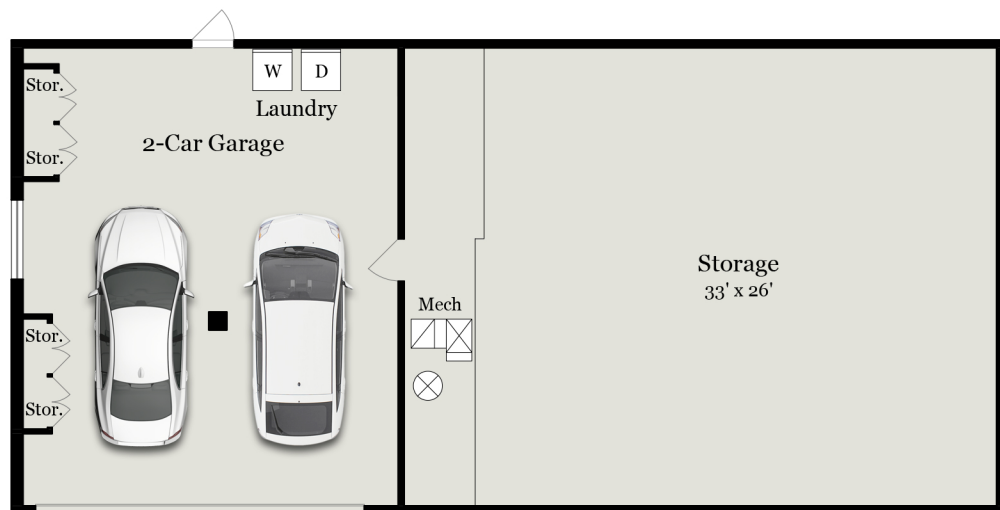 W
D
Stor.
Laundry
2-Car Garage
Stor.
Storage
33' x 26'
Mech
Stor.
Stor.